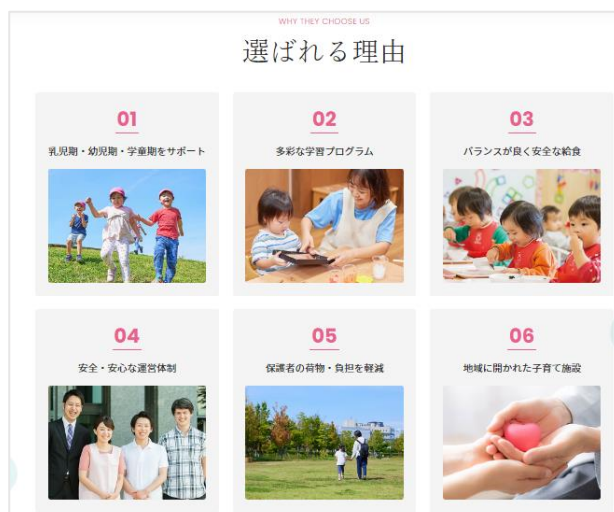 WHY THEY CHOOSE US
選ばれる理由
01
乳児期・幼児期・学童期をサポート
02
多彩な学習プログラム
03
バランスが良く安全な給食
04
安全・安心な運営体制
05
保護者の荷物・負担を軽減
06
地域に開かれた子育て施設